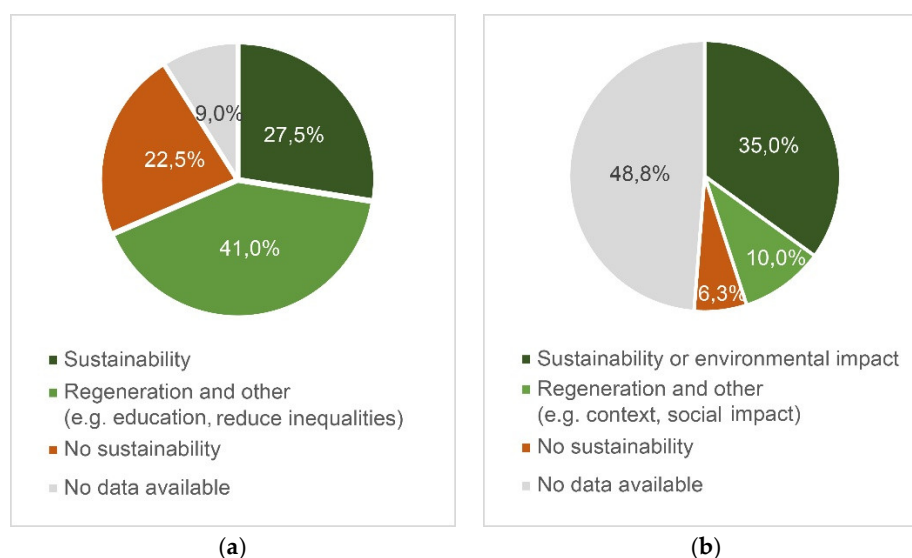 9,0%
27,5%
22,5%
41,0%
Sustainability
Regeneration and other
(e.g. education, reduce inequalities)
No sustainability
No data available
(a)
35,0%
48,8%
10,0%
6,3%
Sustainability or environmental impact
Regeneration and other
(e.g. context, social impact)
No sustainability
No data available
(b)